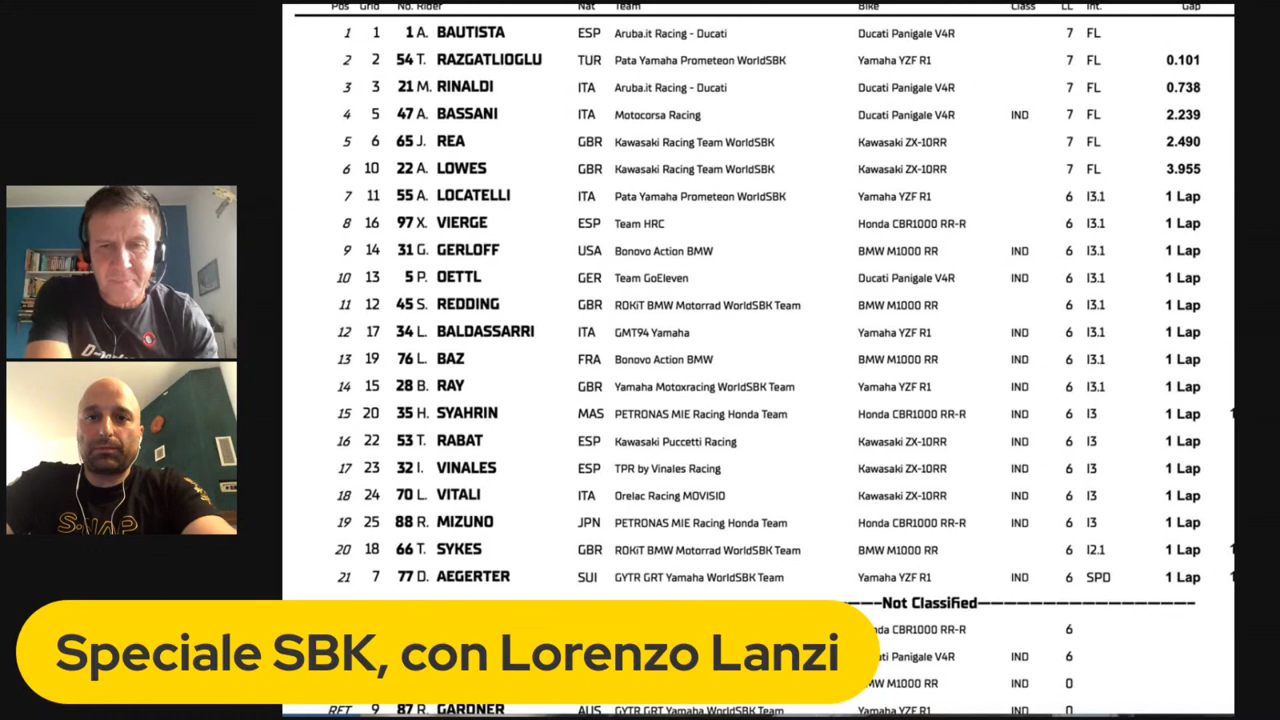 Pos Grid No. Rider Nat Team Bike Class LL Int. Gap
1 1 1 A. BAUTISTA ESP Aruba.it Racing - Ducati Ducati Panigale V4R 7 FL
2 2 54 T. RAZGATLIOGLU TUR Pata Yamaha Prometeon WorldSBK Yamaha YZF R1 7 FL 0.101
3 3 21 M. RINALDI ITA Aruba.it Racing - Ducati Ducati Panigale V4R 7 FL 0.738
4 5 47 A. BASSANI ITA Motocorsa Racing Ducati Panigale V4R IND 7 FL 2.239
5 6 65 J. REA GBR Kawasaki Racing Team WorldSBK Kawasaki ZX-10RR 7 FL 2.490
6 10 22 A. LOWES GBR Kawasaki Racing Team WorldSBK Kawasaki ZX-10RR 7 FL 3.955
7 11 55 A. LOCATELLI ITA Pata Yamaha Prometeon WorldSBK Yamaha YZF R1 6 I3.1 1 Lap
8 16 97 X. VIERGE ESP Team HRC Honda CBR1000 RR-R 6 I3.1 1 Lap
9 14 31 G. GERLOFF USA Bonovo Action BMW BMW M1000 RR IND 6 I3.1 1 Lap
10 13 5 P. OETTL GER Team GoEleven Ducati Panigale V4R IND 6 I3.1 1 Lap
11 12 45 S. REDDING GBR ROKiT BMW Motorrad WorldSBK Team BMW M1000 RR 6 I3.1 1 Lap
12 17 34 L. BALDASSARRI ITA GMT94 Yamaha Yamaha YZF R1 IND 6 I3.1 1 Lap
13 19 76 L. BAZ FRA Bonovo Action BMW BMW M1000 RR IND 6 I3.1 1 Lap
14 15 28 B. RAY GBR Yamaha Motoxracing WorldSBK Team Yamaha YZF R1 IND 6 I3.1 1 Lap
15 20 35 H. SYAHRIN MAS PETRONAS MIE Racing Honda Team Honda CBR1000 RR-R IND 6 I3 1 Lap
16 22 53 T. RABAT ESP Kawasaki Puccetti Racing Kawasaki ZX-10RR IND 6 I3 1 Lap
17 23 32 I. VINALES ESP TPR by Vinales Racing Kawasaki ZX-10RR IND 6 I3 1 Lap
18 24 70 L. VITALI ITA Orelac Racing MOVISIO Kawasaki ZX-10RR IND 6 I3 1 Lap
19 25 88 R. MIZUNO JPN PETRONAS MIE Racing Honda Team Honda CBR1000 RR-R IND 6 I3 1 Lap
20 18 66 T. SYKES GBR ROKiT BMW Motorrad WorldSBK Team BMW M1000 RR 6 I2.1 1 Lap
21 7 77 D. AEGERTER SUI GYTR GRT Yamaha WorldSBK Team Yamaha YZF R1 IND 6 SPD 1 Lap
Not Classified
CBR1000 RR-R 6
Panigale V4R IND 6
M1000 RR IND 0
RET 9 87 R. GARDNER AUS GYTR GRT Yamaha WorldSBK Team Yamaha YZF R1 IND 0
Speciale SBK, con Lorenzo Lanzi